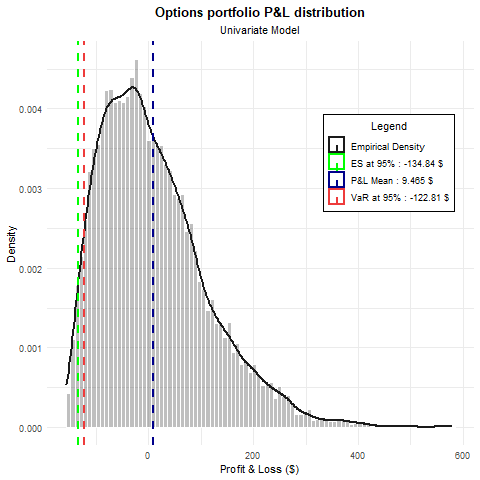 Options portfolio P&L distribution
Univariate Model
Density
0.004
0.003
0.002
0.001
0.000
Legend
Empirical Density
ES at 95% : -134.84 $
P&L Mean : 9.465 $
VaR at 95% : -122.81 $
0
200
400
600
Profit & Loss ($)